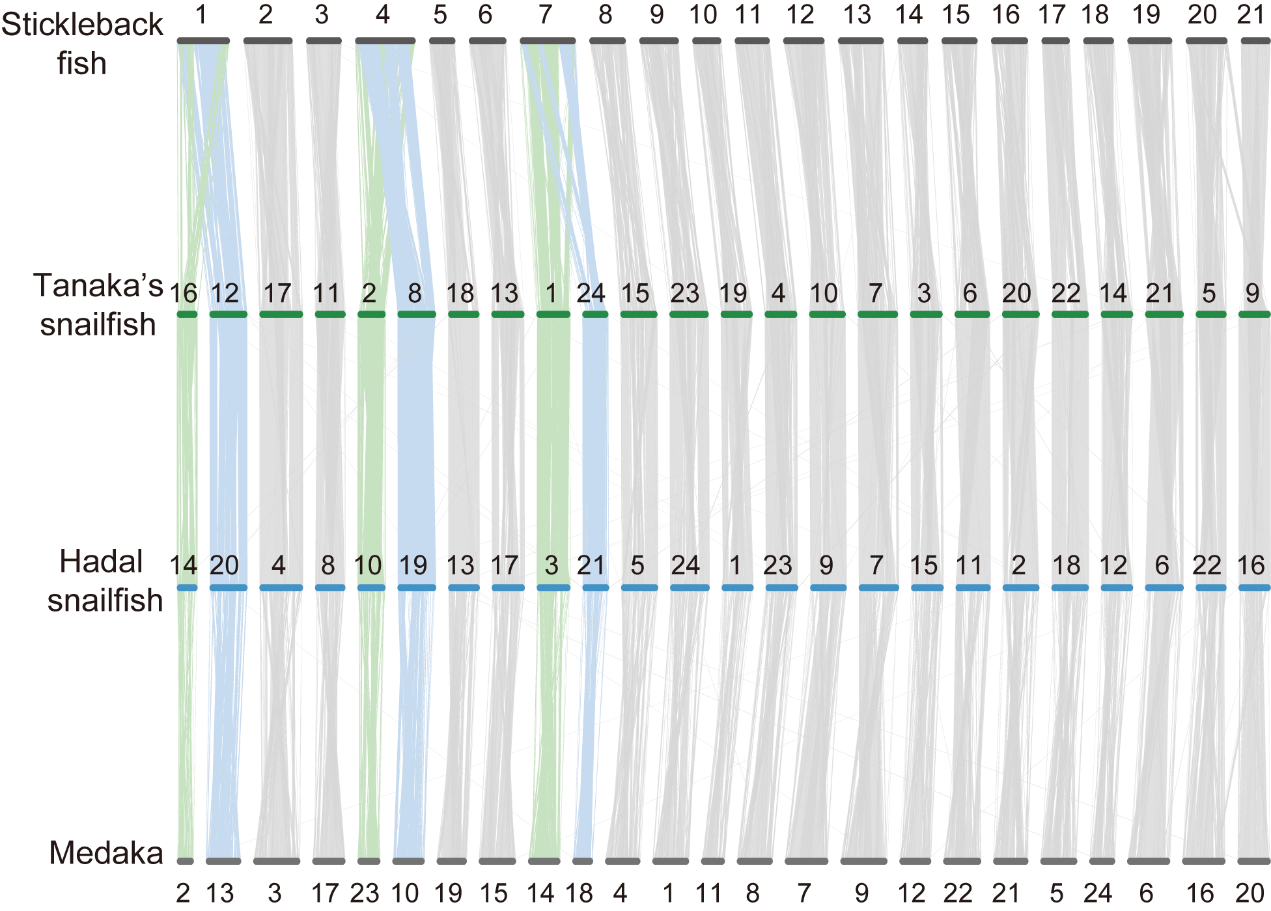 1 2 3 4 5 6 7 8 9 10 11 12 13 14 15 16 17 18 19 20 21
Stickleback
fish
Tanaka’s
snailfish
16 12 17 11 2 8 18 13 1 24 15 23 19 4 10 7 3 6 20 22 14 21 5 9
Hadal
snailfish
14 20 4 8 10 19 13 17 3 21 5 24 1 23 9 7 15 11 2 18 12 6 22 16
Medaka
2 13 3 17 23 10 19 15 14 18 4 1 11 8 7 9 12 22 21 5 24 6 16 20